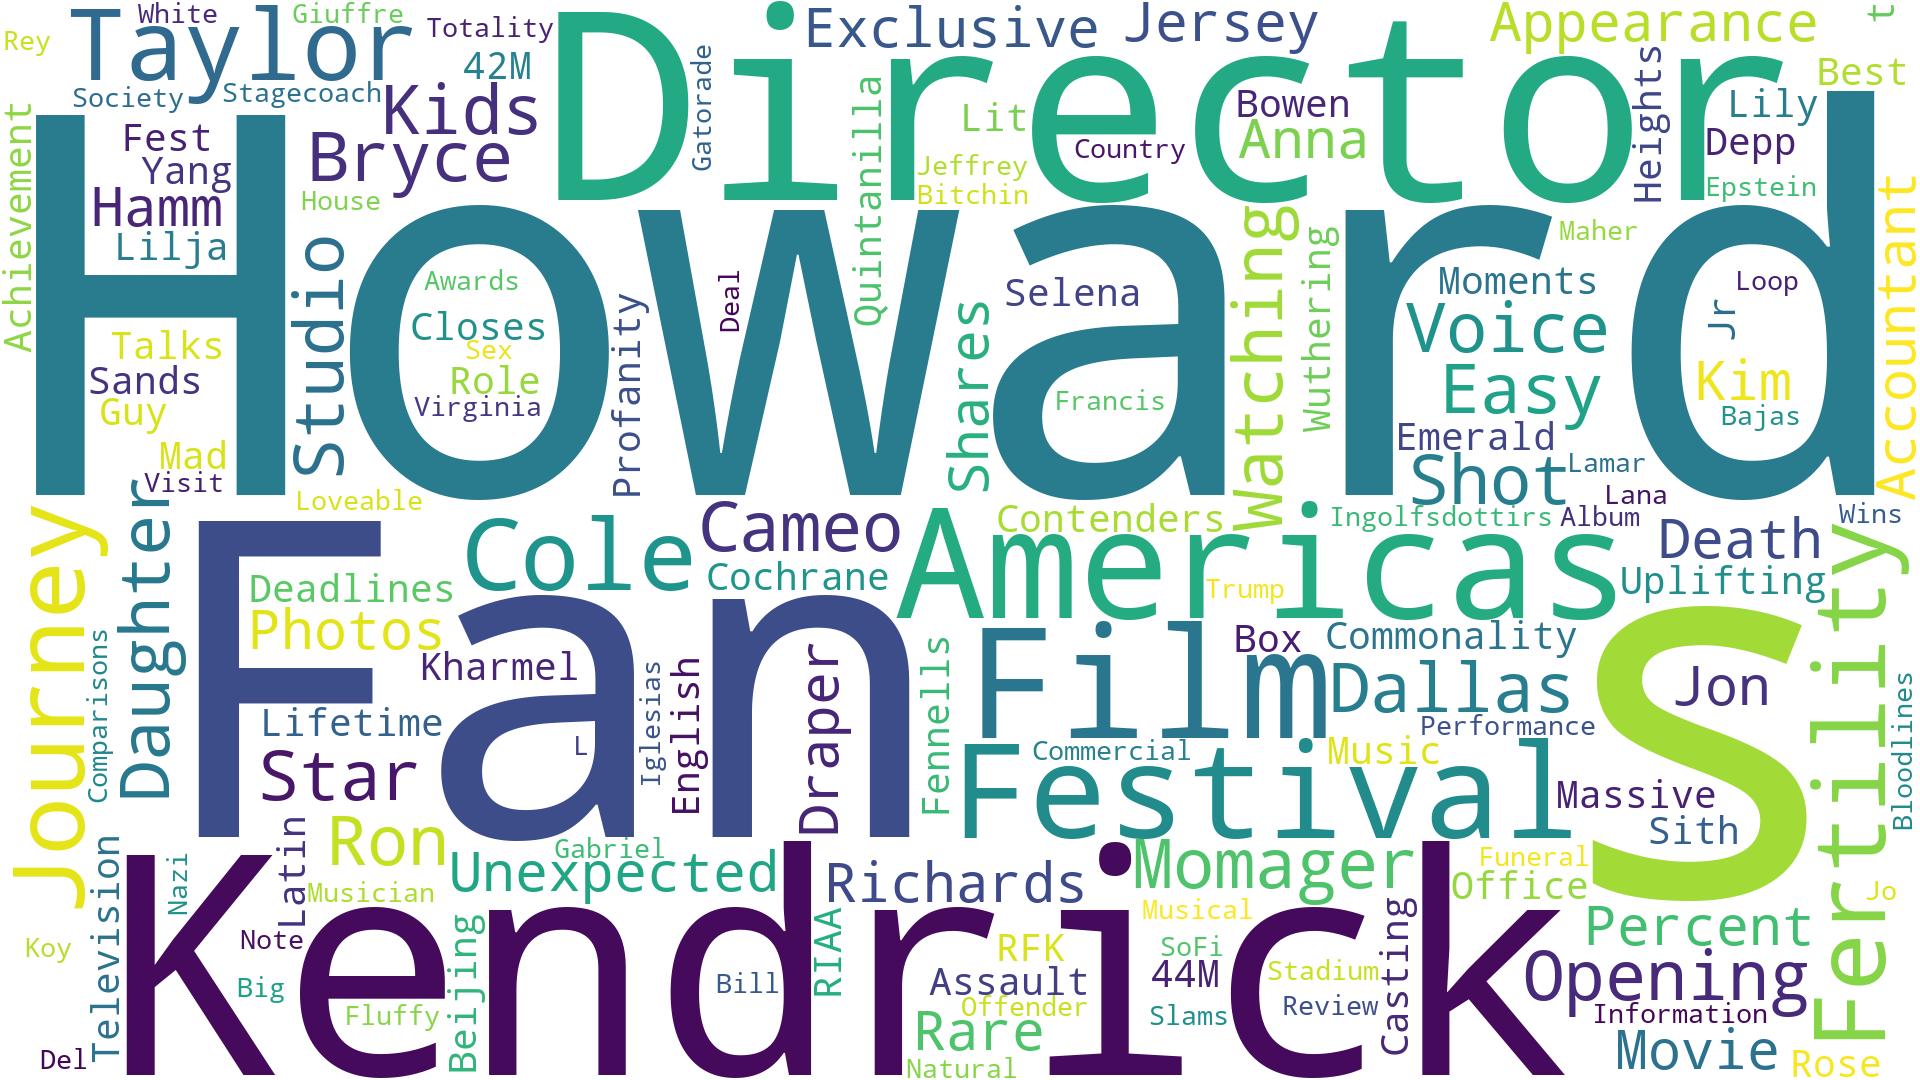 Rey
White
Giuffre
Taylor
Totality
42M
Society
Stagecoach
Kids
Director
Exclusive
Jersey
Appearance
t
Best
Achievement
Fest
Yang
Hamm
Lilja
Bryce
House
Gatorade
Quintanilla
Lit
Jeffrey
Bitchin
Country
Bowen
Anna
Heights
Lily
Depp
Epstein
Accountant
Howard
Studio
Awards
Closes
Sex
Role
Virginia
Profanity
Deal
Shares
Selena
Francis
Watching
Wuthering
Maher
Moments
Loop
Jr
Voice
Easy
Kim
Bajas
Emerald
Shot
Lamar
Lana
Talks
Sands
Guy
Mad
Visit
Loveable
Journey
Daughter
Comparisons
Fan
Deadlines
Photos
Cole
Cameo
Cochrane
Americas
Contenders
Ingolfsdottirs
Album
Wins
Death
Uplifting
Trump
Fertility
Kharmel
Lifetime
L
Star
Iglesias
English
Draper
Fennells
Film
Box
Commonality
Dallas
Performance
S
Jon
Bloodlines
Commercial
Music
Festival
Massive
Sith
Television
Nazi
Latin
Ron
Musician
Gabriel
Unexpected
Richards
Momager
Musical
Funeral
Office
Jo
Kendrick
Koy
Note
Big
Fluffy
Del
Beijing
Bill
RIAA
RFK
Assault
Offender
Rare
Natural
SoFi
44M
Slams
Stadium
Review
Casting
Percent
Opening
Information
Movie
Rose